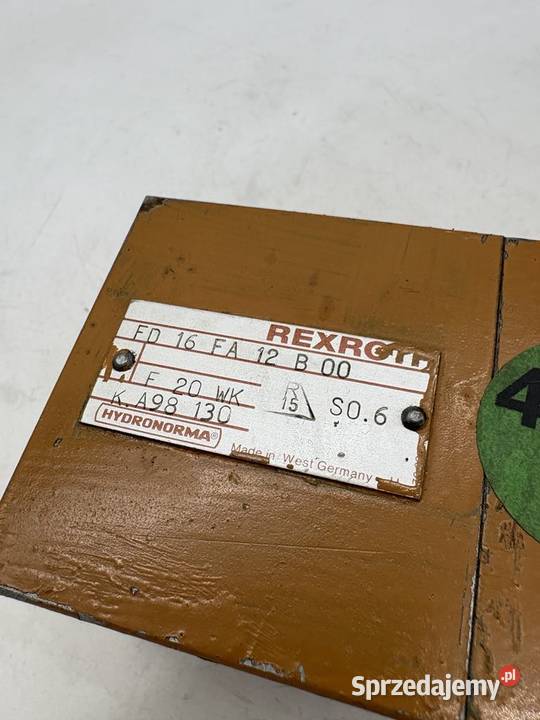 REXROTH
FD 16 FA 12 B 00
F 20 WK
R
15
S0.6
K A98 130
HYDRONORMA®
Made in West Germany
4
Sprzedajemy.pl